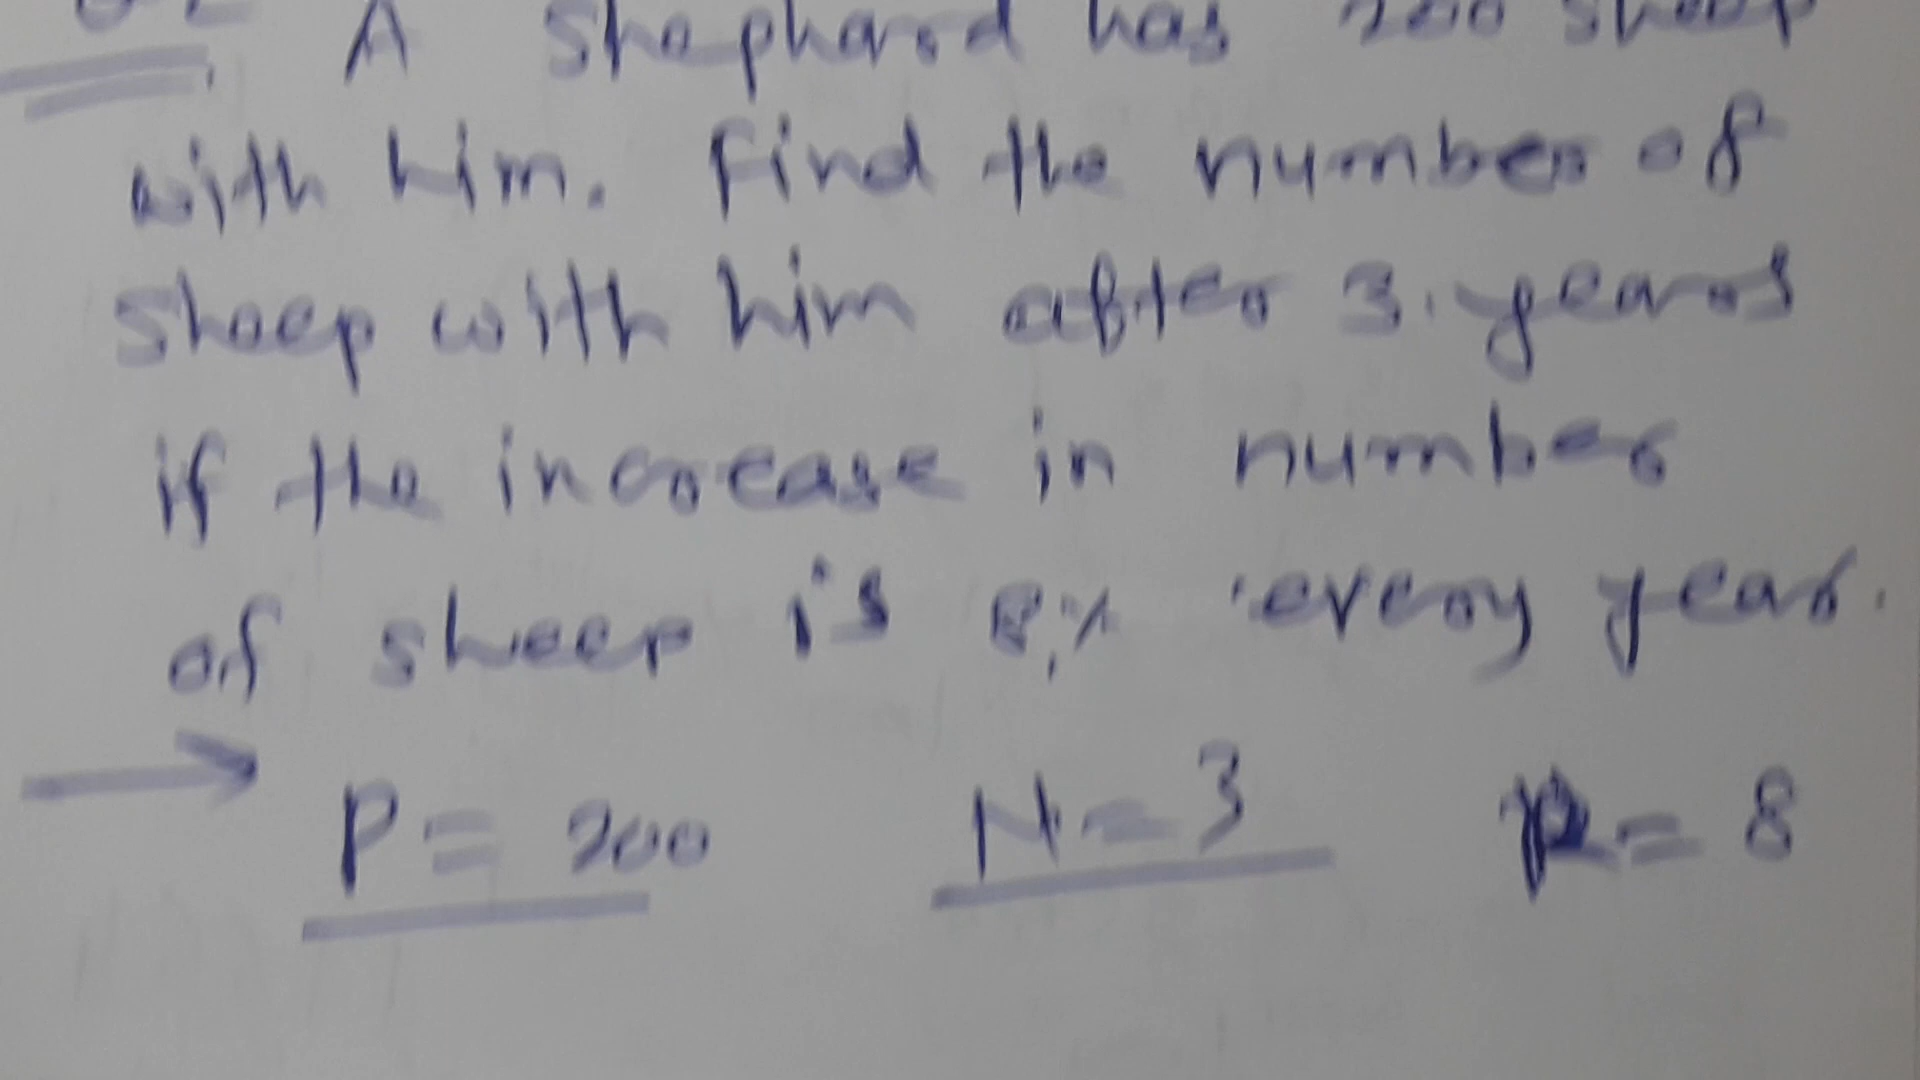 A Shephard has 200 sheep
with him. Find the number of
sheep with him after 3 years
if the increase in number
of sheep is 8% every year.
→ P = 200 N = 3 R = 8